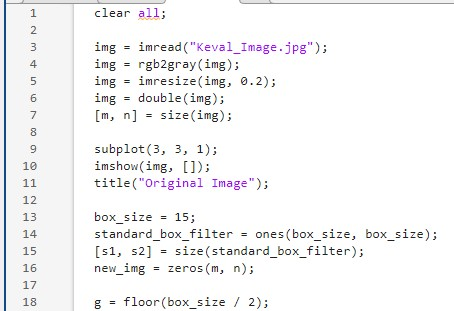 1 clear all;
2
3 img = imread("Keval_Image.jpg");
4 img = rgb2gray(img);
5 img = imresize(img, 0.2);
6 img = double(img);
7 [m, n] = size(img);
8
9 subplot(3, 3, 1);
10 imshow(img, []);
11 title("Original Image");
12
13 box_size = 15;
14 standard_box_filter = ones(box_size, box_size);
15 [s1, s2] = size(standard_box_filter);
16 new_img = zeros(m, n);
17
18 g = floor(box_size / 2);